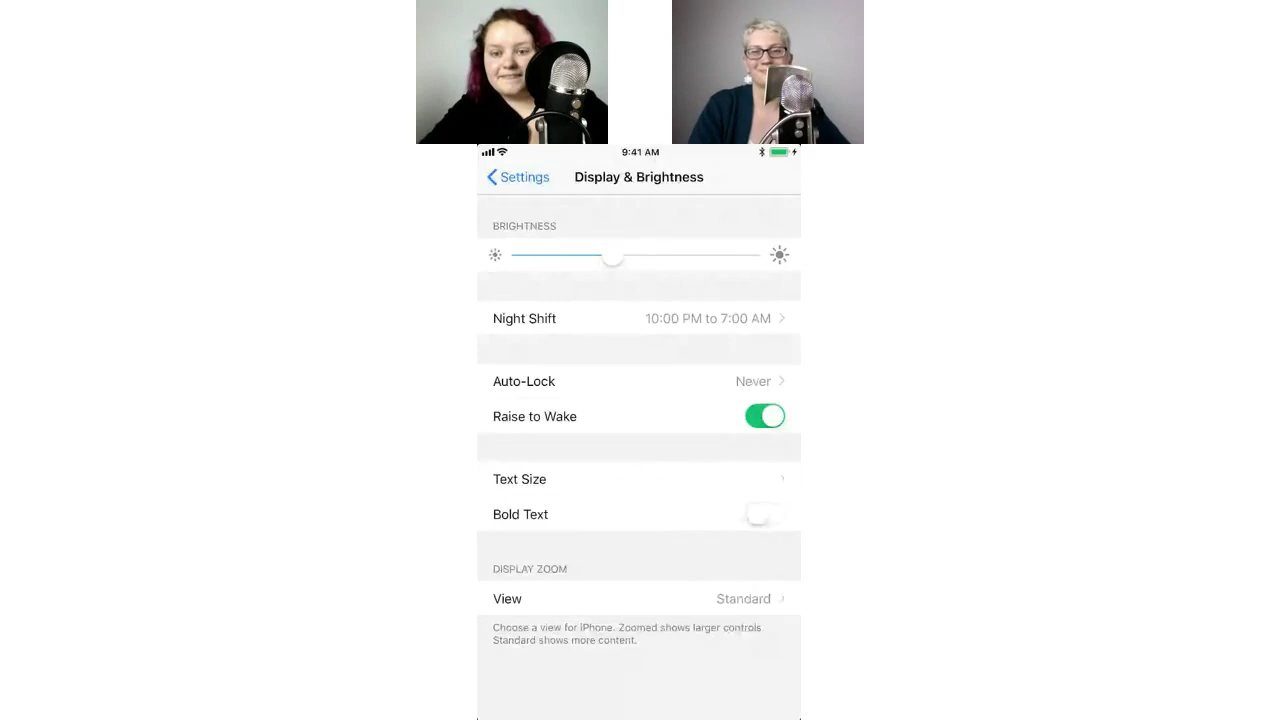 9:41 AM
Settings Display & Brightness
BRIGHTNESS
Night Shift 10:00 PM to 7:00 AM
Auto-Lock Never
Raise to Wake
Text Size
Bold Text
DISPLAY ZOOM
View Standard
Choose a view for iPhone. Zoomed shows larger controls.
Standard shows more content.